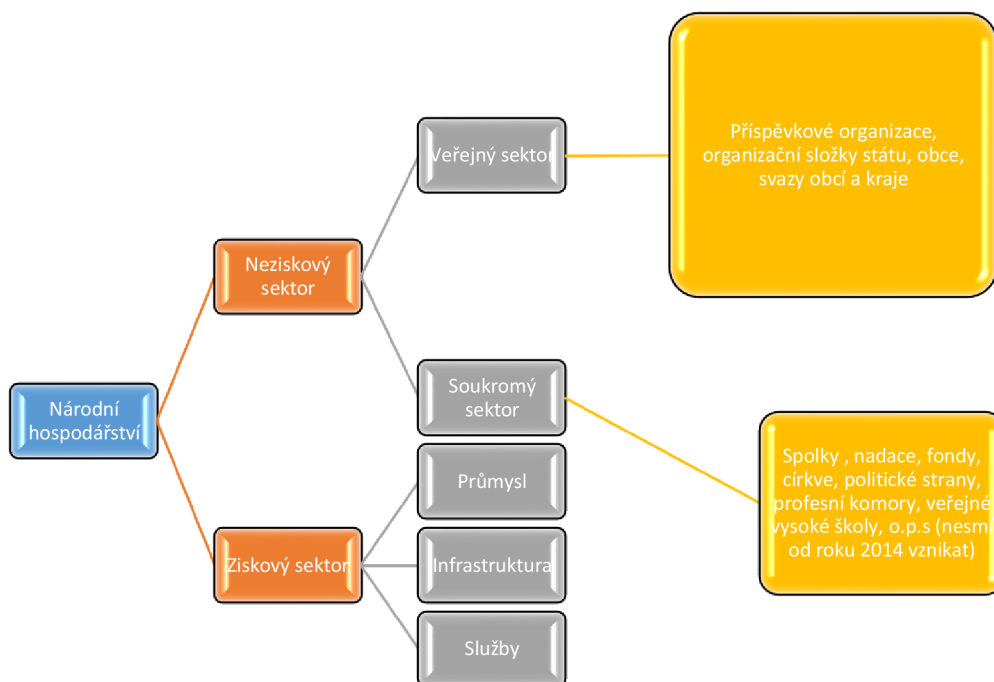 Národní
hospodářství
Neziskový
sektor
Veřejný sektor
Příspěvkové organizace,
organizační složky státu, obce,
svazy obcí a kraje
Soukromý
sektor
Spolky , nadace, fondy,
církve, politické strany,
profesní komory, veřejné
vysoké školy, o.p.s (nesm
od roku 2014 vznikat)
Ziskový sektor
Průmysl
Infrastruktura
Služby